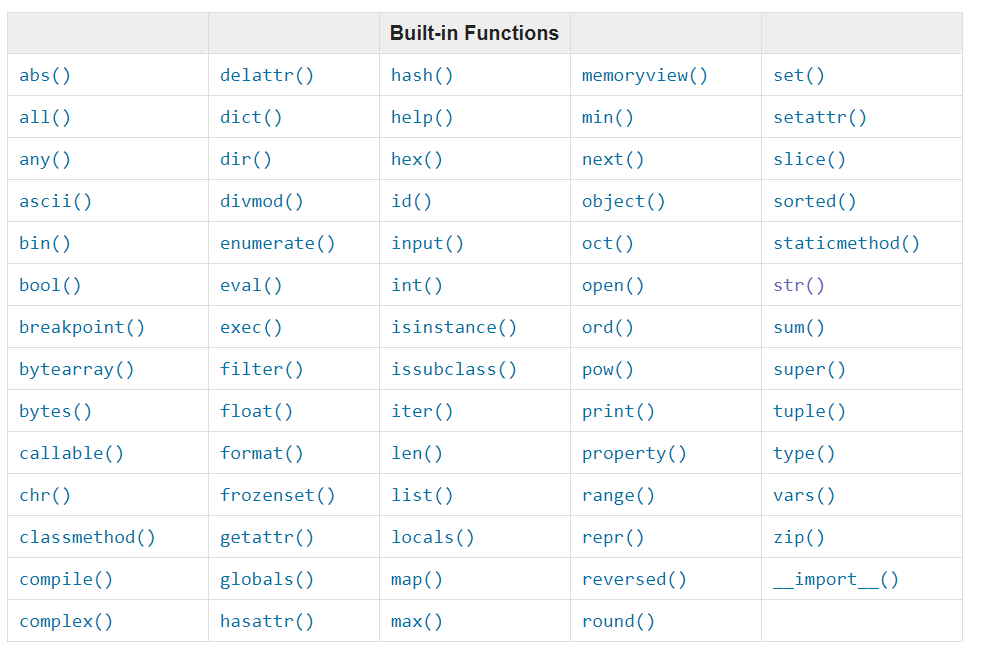 Built-in Functions
abs() delattr() hash() memoryview() set()
all() dict() help() min() setattr()
any() dir() hex() next() slice()
ascii() divmod() id() object() sorted()
bin() enumerate() input() oct() staticmethod()
bool() eval() int() open() str()
breakpoint() exec() isinstance() ord() sum()
bytearray() filter() issubclass() pow() super()
bytes() float() iter() print() tuple()
callable() format() len() property() type()
chr() frozenset() list() range() vars()
classmethod() getattr() locals() repr() zip()
compile() globals() map() reversed() __import__()
complex() hasattr() max() round()